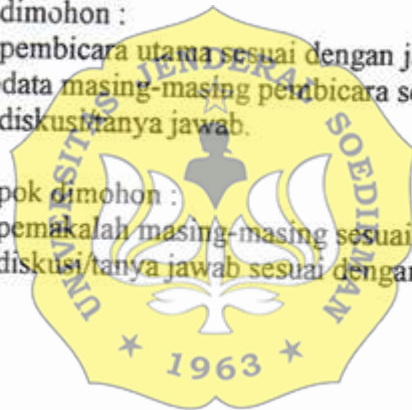 dimohon :
pembicara utama sesuai dengan j
data masing-masing pembicara se
diskusi/tanya jawab.
pok dimohon :
pemakalah masing-masing sesuai
diskusi/tanya jawab sesuai dengan
UNIVERSITAS JENDERAL SOEDIRMAN
1963